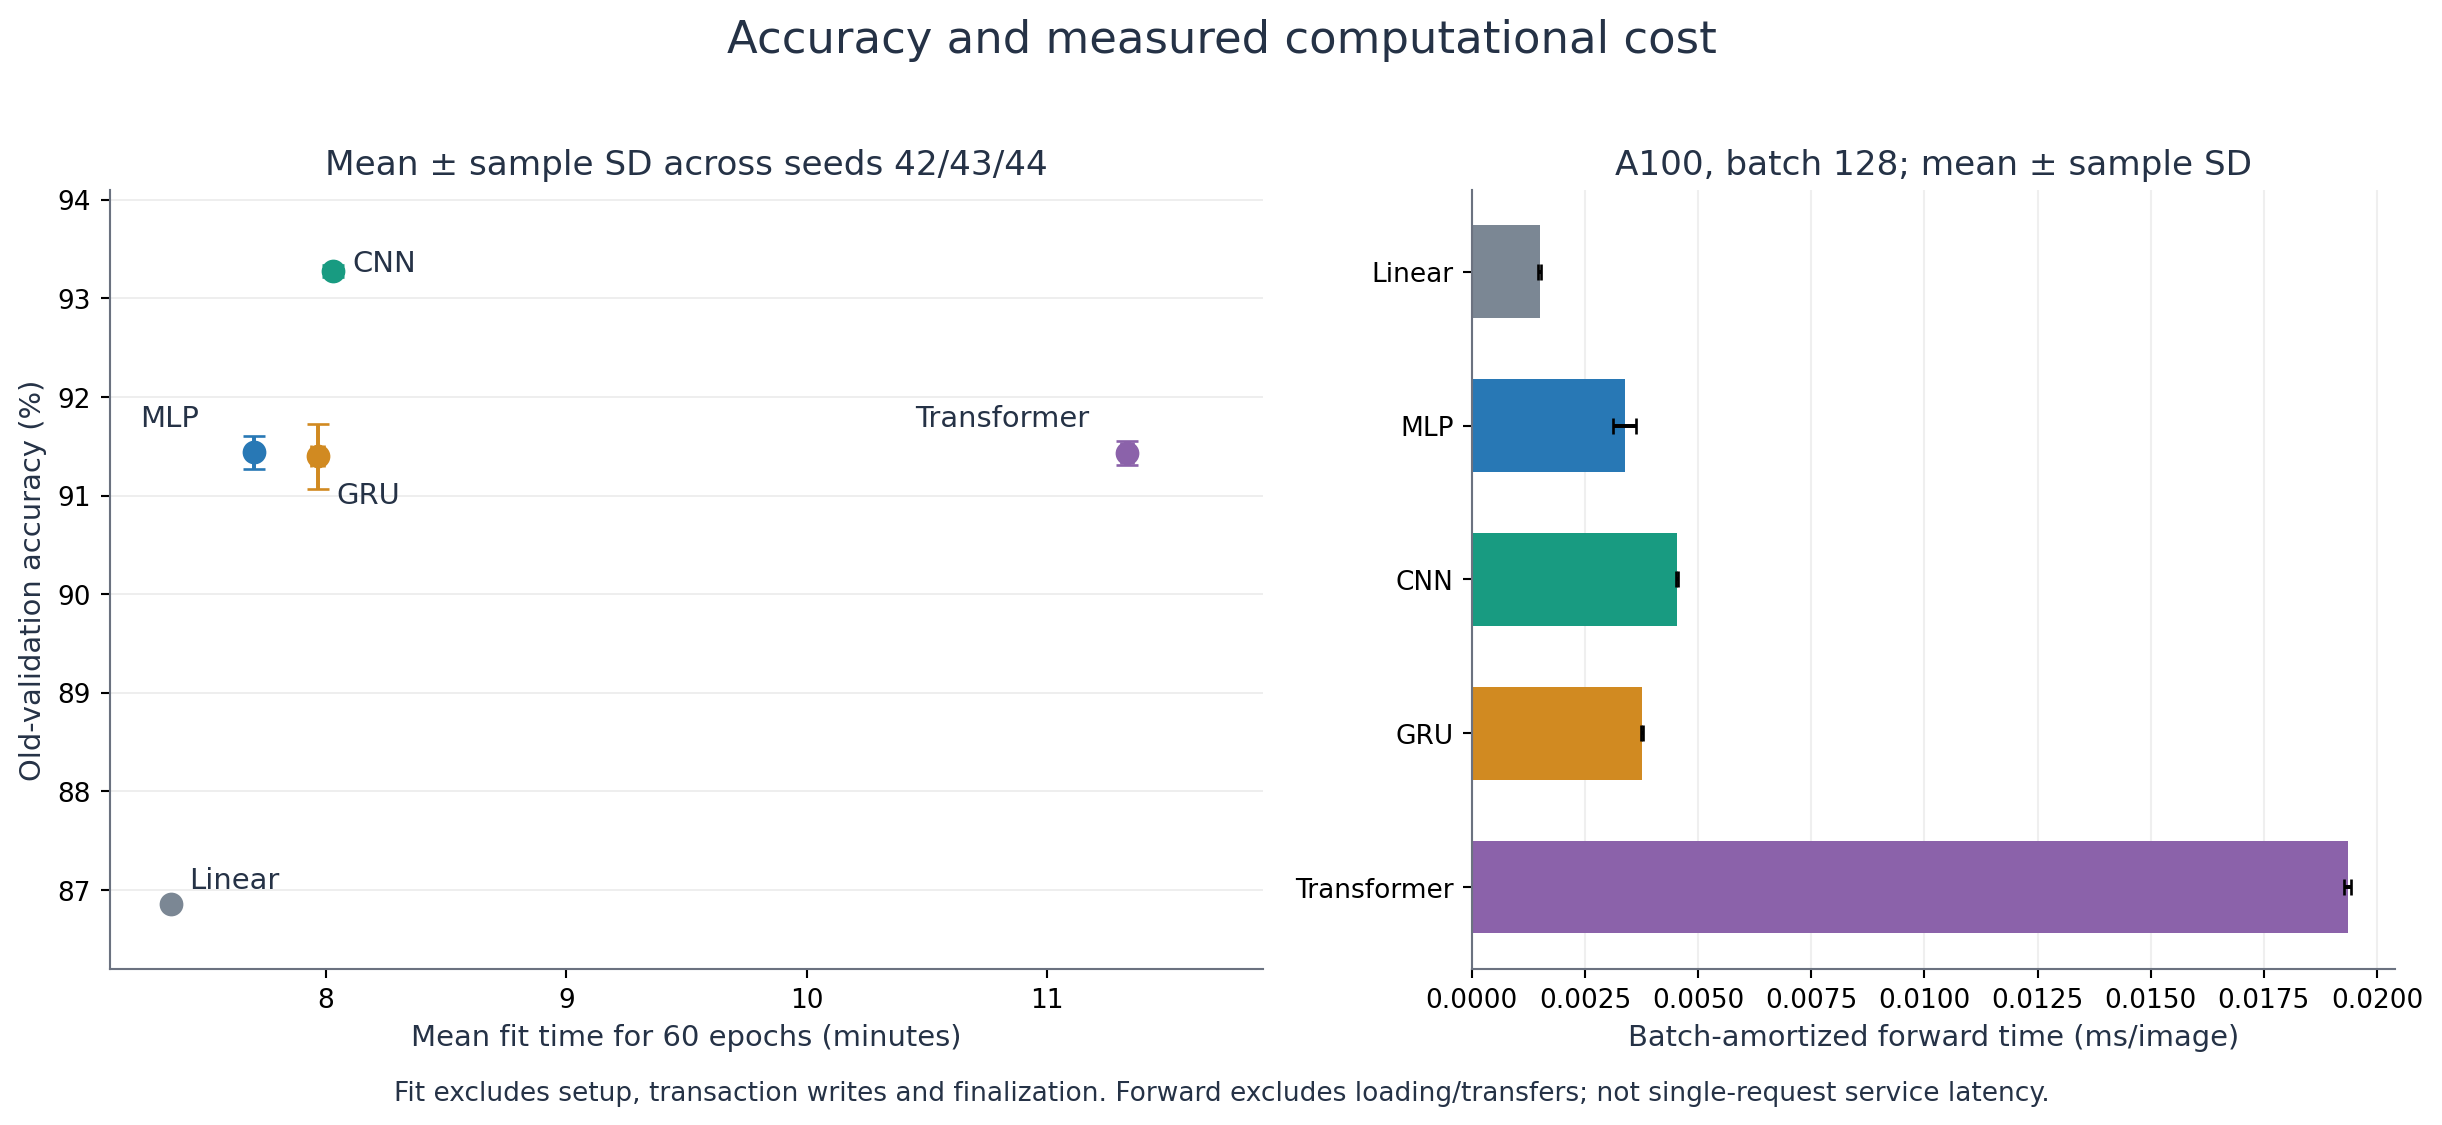 Accuracy and measured computational cost
Mean ± sample SD across seeds 42/43/44
Old-validation accuracy (%)
94
93
92
91
90
89
88
87
CNN
MLP
Transformer
GRU
Linear
8 9 10 11
Mean fit time for 60 epochs (minutes)
A100, batch 128; mean ± sample SD
Linear
MLP
CNN
GRU
Transformer
0.0000 0.0025 0.0050 0.0075 0.0100 0.0125 0.0150 0.0175 0.0200
Batch-amortized forward time (ms/image)
Fit excludes setup, transaction writes and finalization. Forward excludes loading/transfers; not single-request service latency.